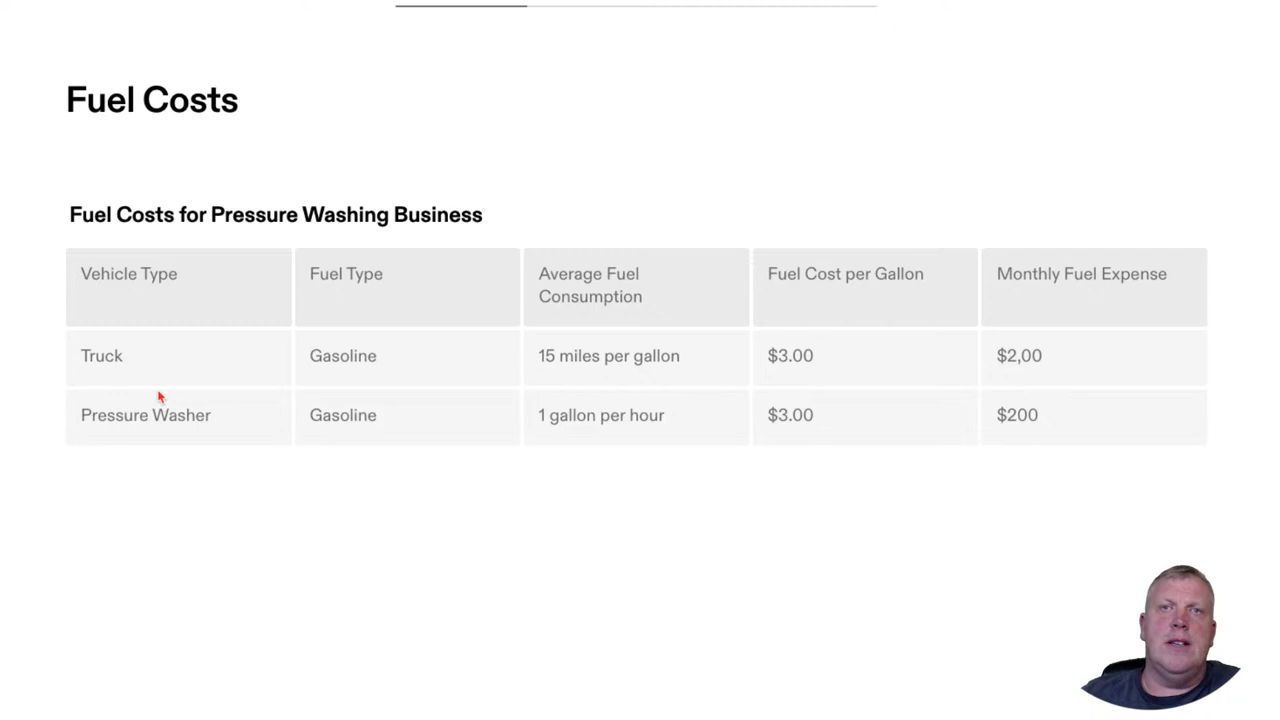 Fuel Costs
Fuel Costs for Pressure Washing Business
Vehicle Type
Fuel Type
Average Fuel
Consumption
Fuel Cost per Gallon
Monthly Fuel Expense
Truck
Gasoline
15 miles per gallon
$3.00
$2,00
Pressure Washer
Gasoline
1 gallon per hour
$3.00
$200